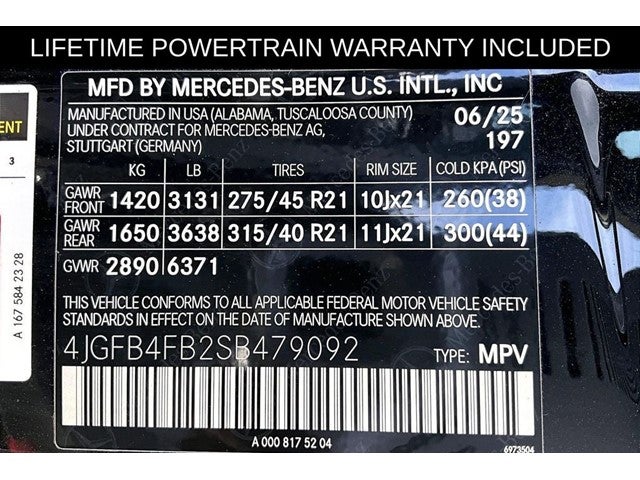 LIFETIME POWERTRAIN WARRANTY INCLUDED
MFD BY MERCEDES-BENZ U.S. INTL., INC
MANUFACTURED IN USA (ALABAMA, TUSCALOOSA COUNTY) 06/25
UNDER CONTRACT FOR MERCEDES-BENZ AG, 197
STUTTGART (GERMANY)
KG LB TIRES RIM SIZE COLD KPA (PSI)
GAWR FRONT 1420 3131 275/45 R21 10Jx21 260(38)
GAWR REAR 1650 3638 315/40 R21 11Jx21 300(44)
GVWR 2890 6371
THIS VEHICLE CONFORMS TO ALL APPLICABLE FEDERAL MOTOR VEHICLE SAFETY
STANDARDS IN EFFECT ON THE DATE OF MANUFACTURE SHOWN ABOVE.
4JGFB4FB2SB479092 TYPE: MPV
A 000 817 52 04
6973504
3
A 167 584 23 28